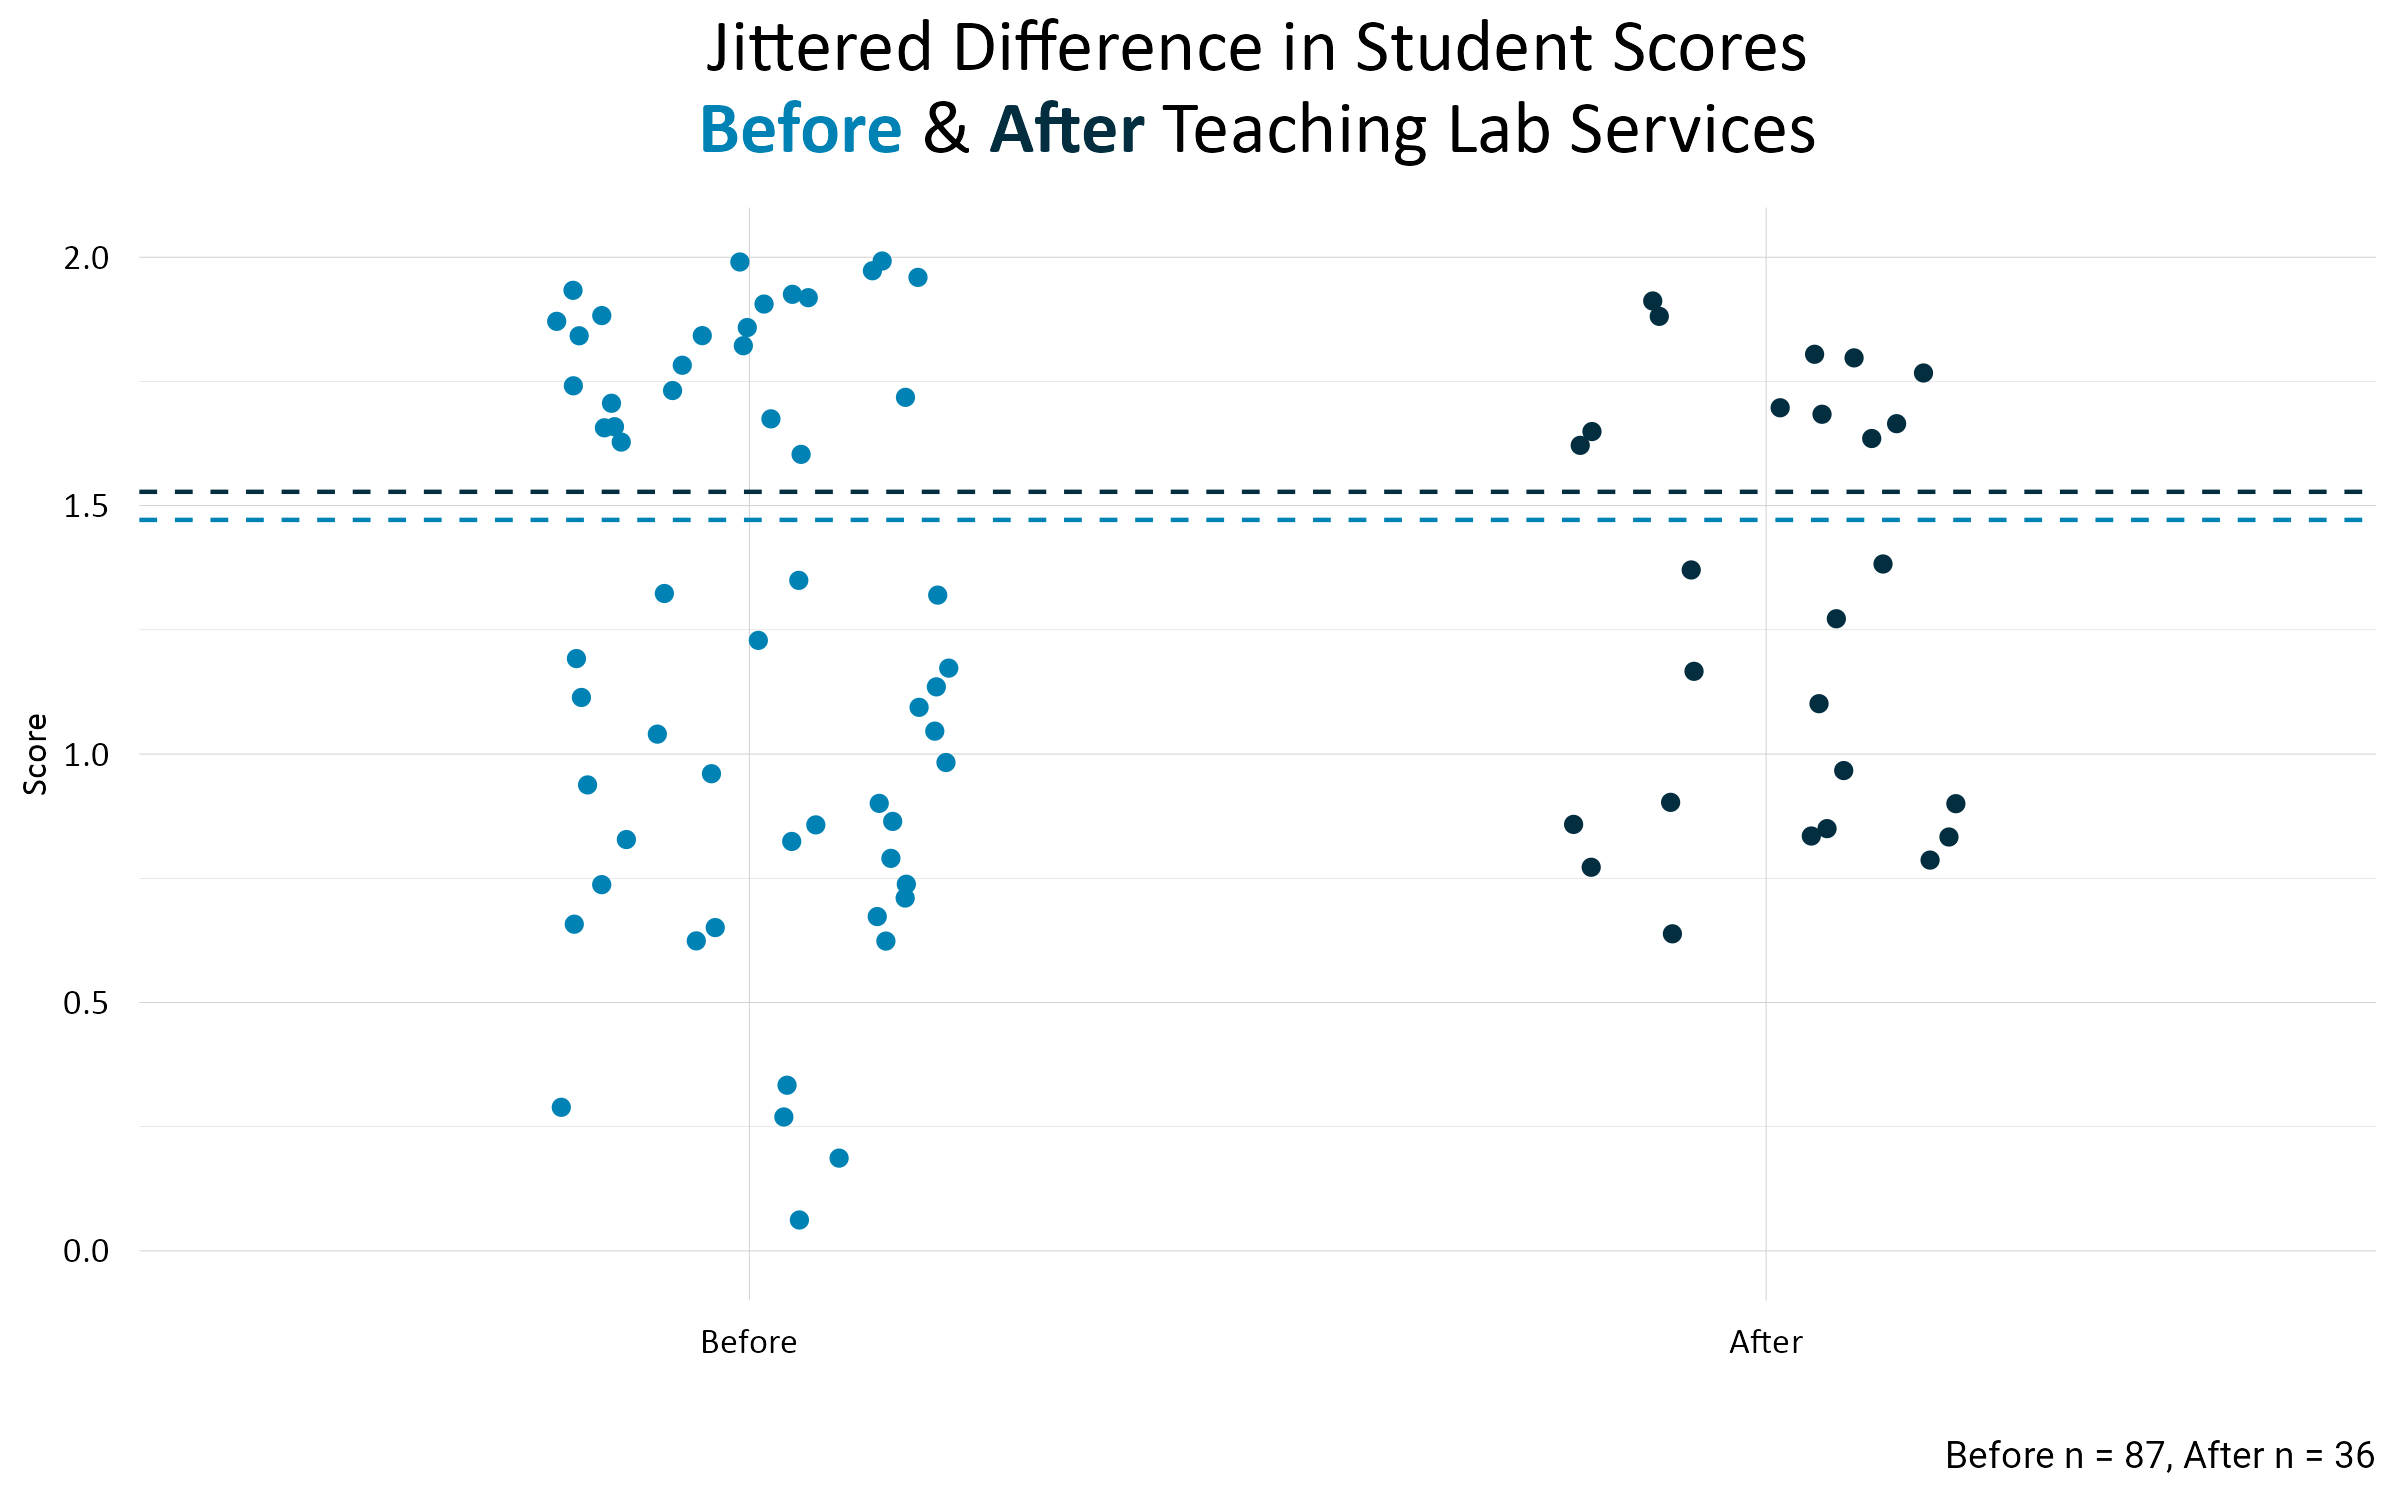 Jittered Difference in Student Scores
Before & After Teaching Lab Services
Score
2.0
1.5
1.0
0.5
0.0
Before
After
Before n = 87, After n = 36